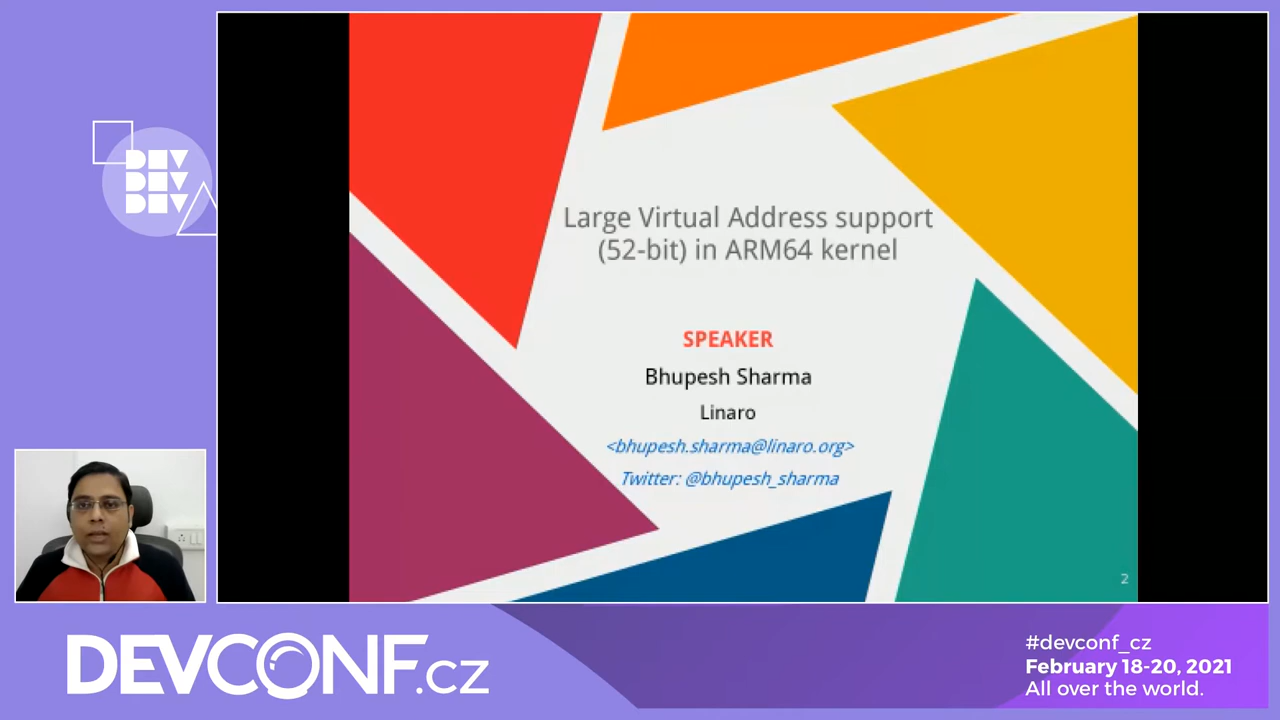 DEV
DEV
DEV
Large Virtual Address support
(52-bit) in ARM64 kernel
SPEAKER
Bhupesh Sharma
Linaro
<bhupesh.sharma@linaro.org>
Twitter: @bhupesh_sharma
2
DEVCONF.cz
#devconf_cz
February 18-20, 2021
All over the world.